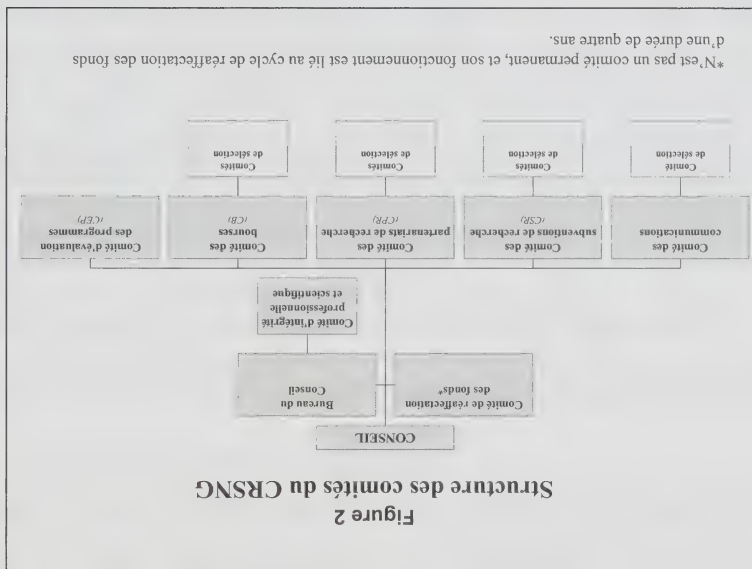 Figure 2
Structure des comités du CRSNG
CONSEIL
Bureau du
Conseil
Comité de réaffectation
des fonds*
Comité d'intégrité
professionnelle
et scientifique
Comité d'évaluation
des programmes
(CEP)
Comité des
bourses
(CB)
Comité des
partenariats de recherche
(CPR)
Comité des
subventions de recherche
(CSR)
Comité des
communications
Comités
de sélection
Comités
de sélection
Comités
de sélection
Comité
de sélection
*N'est pas un comité permanent, et son fonctionnement est lié au cycle de réaffectation des fonds
d'une durée de quatre ans.